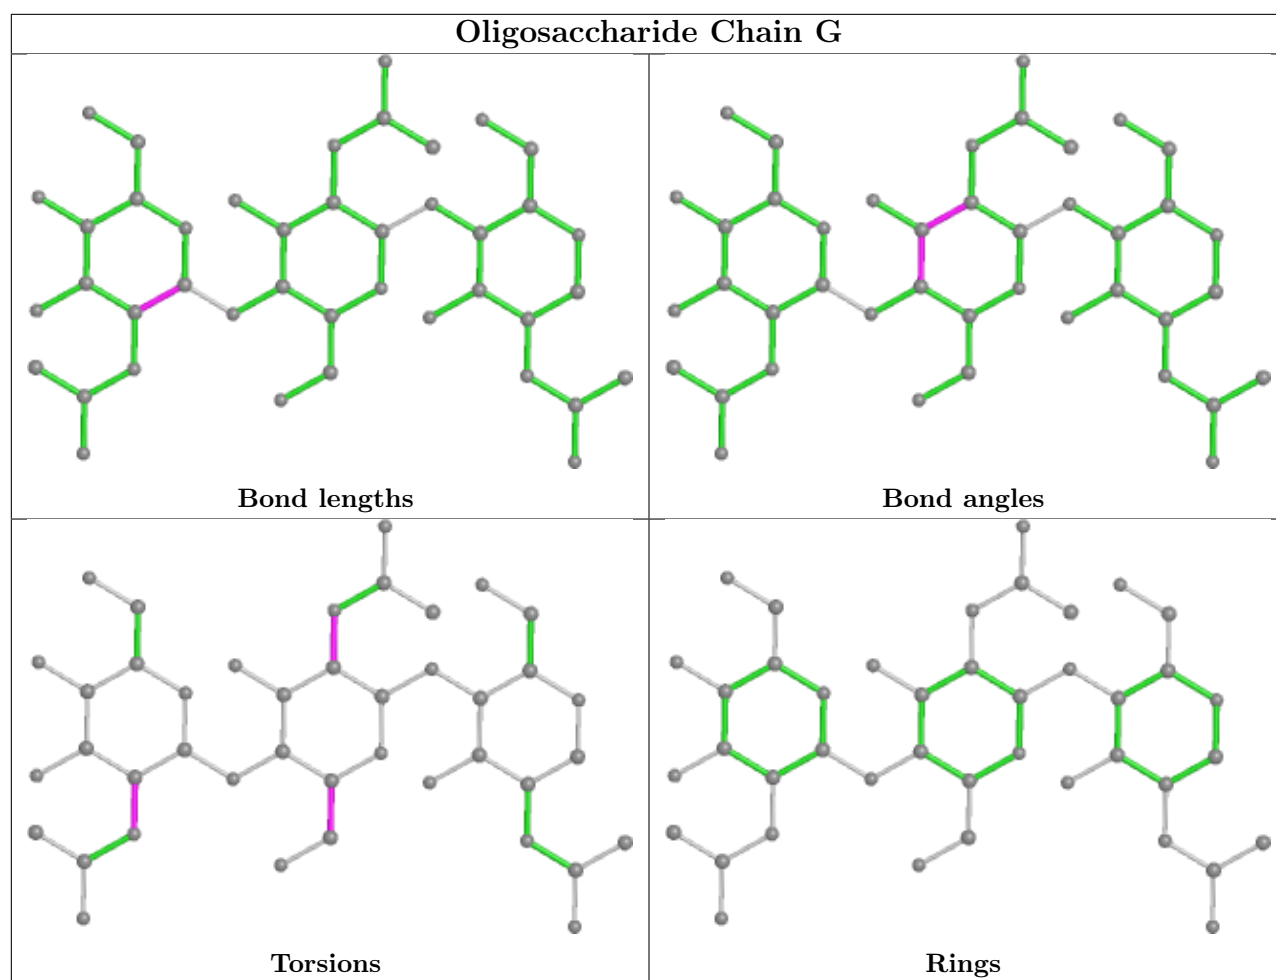 Oligosaccharide Chain G
Bond lengths
Bond angles
Torsions
Rings